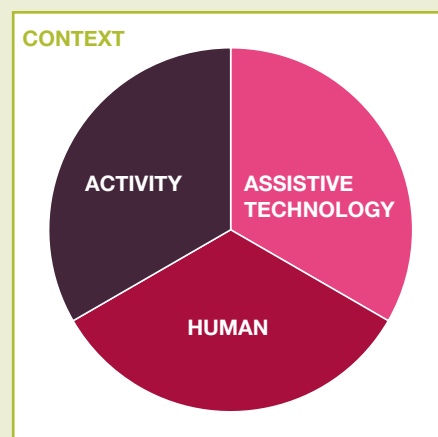 CONTEXT
ACTIVITY
ASSISTIVE
TECHNOLOGY
HUMAN